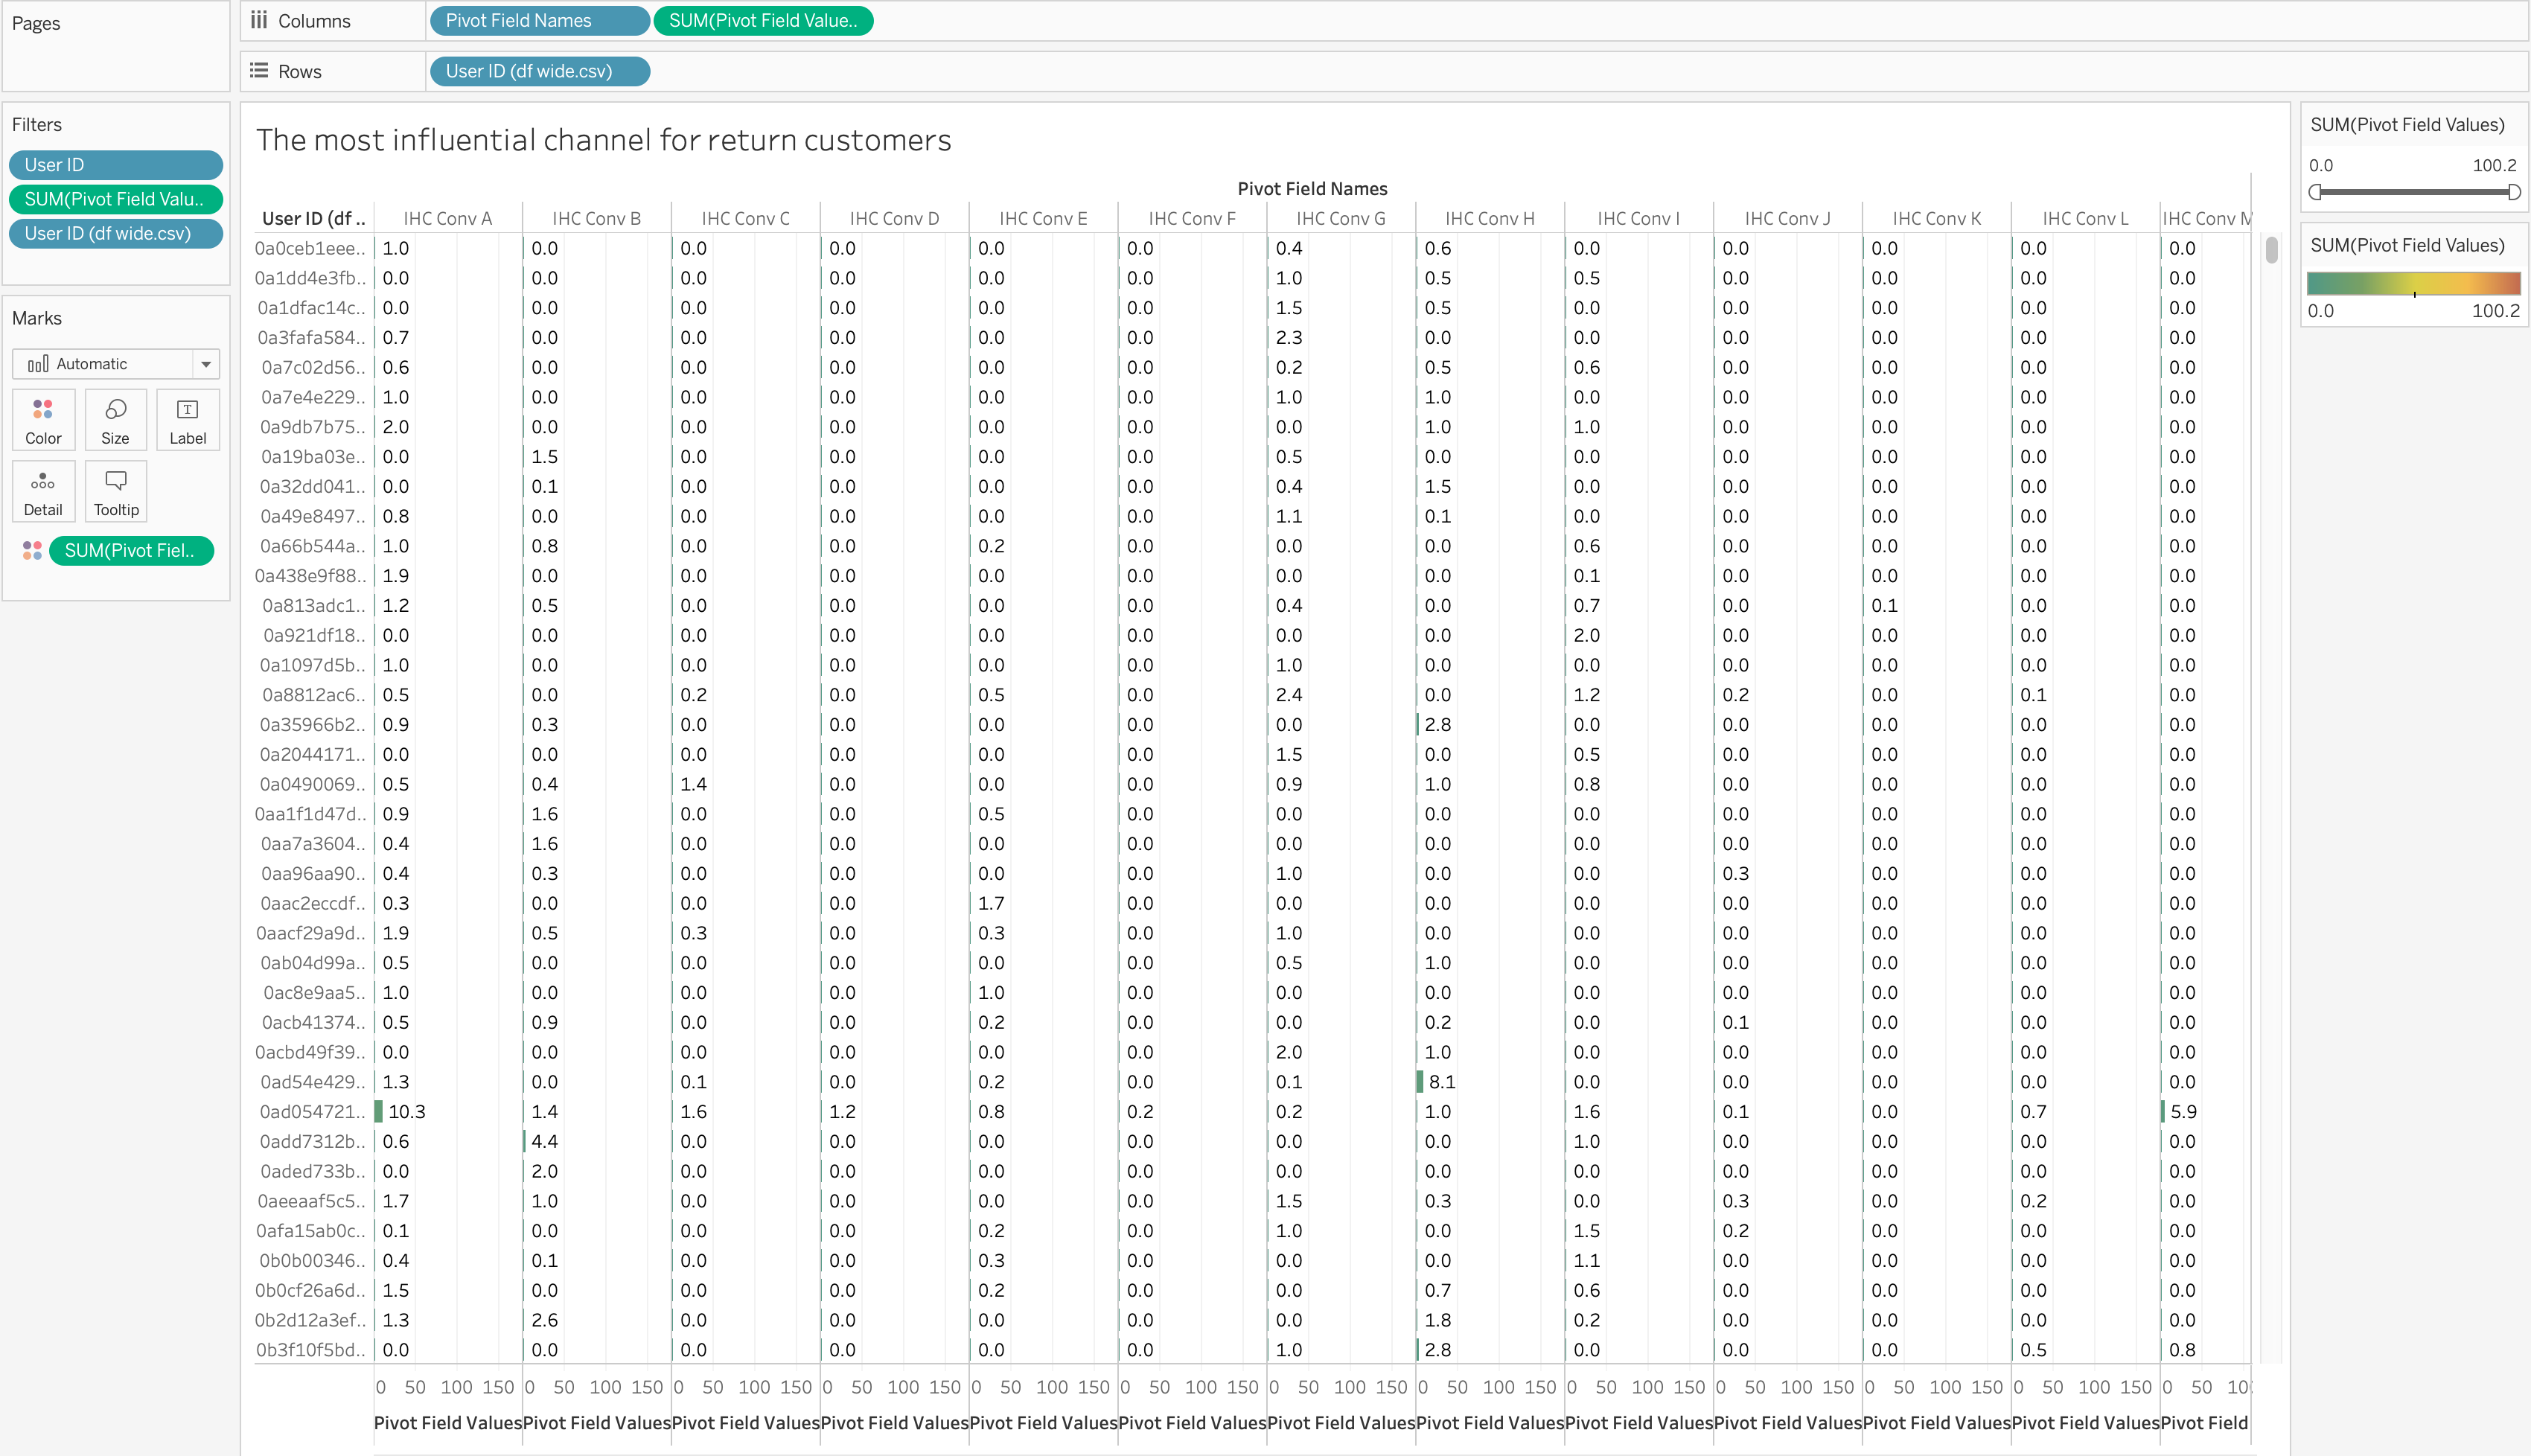 Pages
Columns Pivot Field Names SUM(Pivot Field Value..
Rows User ID (df wide.csv)
Filters
User ID
SUM(Pivot Field Valu..
User ID (df wide.csv)
Marks
Automatic
Color Size Label
Detail Tooltip
SUM(Pivot Fiel..
The most influential channel for return customers
Pivot Field Names
User ID (df .. IHC Conv A IHC Conv B IHC Conv C IHC Conv D IHC Conv E IHC Conv F IHC Conv G IHC Conv H IHC Conv I IHC Conv J IHC Conv K IHC Conv L IHC Conv M
0a0ceb1eee.. 1.0 0.0 0.0 0.0 0.0 0.0 0.4 0.6 0.0 0.0 0.0 0.0 0.0
0a1dd4e3fb.. 0.0 0.0 0.0 0.0 0.0 0.0 1.0 0.5 0.5 0.0 0.0 0.0 0.0
0a1dfac14c.. 0.0 0.0 0.0 0.0 0.0 0.0 1.5 0.5 0.0 0.0 0.0 0.0 0.0
0a3fafa584.. 0.7 0.0 0.0 0.0 0.0 0.0 2.3 0.0 0.0 0.0 0.0 0.0 0.0
0a7c02d56.. 0.6 0.0 0.0 0.0 0.0 0.0 0.2 0.5 0.6 0.0 0.0 0.0 0.0
0a7e4e229.. 1.0 0.0 0.0 0.0 0.0 0.0 1.0 1.0 0.0 0.0 0.0 0.0 0.0
0a9db7b75.. 2.0 0.0 0.0 0.0 0.0 0.0 0.0 1.0 1.0 0.0 0.0 0.0 0.0
0a19ba03e.. 0.0 1.5 0.0 0.0 0.0 0.0 0.5 0.0 0.0 0.0 0.0 0.0 0.0
0a32dd041.. 0.0 0.1 0.0 0.0 0.0 0.0 0.4 1.5 0.0 0.0 0.0 0.0 0.0
0a49e8497.. 0.8 0.0 0.0 0.0 0.0 0.0 1.1 0.1 0.0 0.0 0.0 0.0 0.0
0a66b544a.. 1.0 0.8 0.0 0.0 0.2 0.0 0.0 0.0 0.6 0.0 0.0 0.0 0.0
0a438e9f88.. 1.9 0.0 0.0 0.0 0.0 0.0 0.0 0.0 0.1 0.0 0.0 0.0 0.0
0a813adc1.. 1.2 0.5 0.0 0.0 0.0 0.0 0.4 0.0 0.7 0.0 0.1 0.0 0.0
0a921df18.. 0.0 0.0 0.0 0.0 0.0 0.0 0.0 0.0 2.0 0.0 0.0 0.0 0.0
0a1097d5b.. 1.0 0.0 0.0 0.0 0.0 0.0 1.0 0.0 0.0 0.0 0.0 0.0 0.0
0a8812ac6.. 0.5 0.0 0.2 0.0 0.5 0.0 2.4 0.0 1.2 0.2 0.0 0.1 0.0
0a35966b2.. 0.9 0.3 0.0 0.0 0.0 0.0 0.0 2.8 0.0 0.0 0.0 0.0 0.0
0a2044171.. 0.0 0.0 0.0 0.0 0.0 0.0 1.5 0.0 0.5 0.0 0.0 0.0 0.0
0a0490069.. 0.5 0.4 1.4 0.0 0.0 0.0 0.9 1.0 0.8 0.0 0.0 0.0 0.0
0aa1f1d47d.. 0.9 1.6 0.0 0.0 0.5 0.0 0.0 0.0 0.0 0.0 0.0 0.0 0.0
0aa7a3604.. 0.4 1.6 0.0 0.0 0.0 0.0 0.0 0.0 0.0 0.0 0.0 0.0 0.0
0aa96aa90.. 0.4 0.3 0.0 0.0 0.0 0.0 1.0 0.0 0.0 0.3 0.0 0.0 0.0
0aac2eccdf.. 0.3 0.0 0.0 0.0 1.7 0.0 0.0 0.0 0.0 0.0 0.0 0.0 0.0
0aacf29a9d.. 1.9 0.5 0.3 0.0 0.3 0.0 1.0 0.0 0.0 0.0 0.0 0.0 0.0
0ab04d99a.. 0.5 0.0 0.0 0.0 0.0 0.0 0.5 1.0 0.0 0.0 0.0 0.0 0.0
0ac8e9aa5.. 1.0 0.0 0.0 0.0 1.0 0.0 0.0 0.0 0.0 0.0 0.0 0.0 0.0
0acb41374.. 0.5 0.9 0.0 0.0 0.2 0.0 0.0 0.2 0.0 0.1 0.0 0.0 0.0
0acbd49f39.. 0.0 0.0 0.0 0.0 0.0 0.0 2.0 1.0 0.0 0.0 0.0 0.0 0.0
0ad54e429.. 1.3 0.0 0.1 0.0 0.2 0.0 0.1 8.1 0.0 0.0 0.0 0.0 0.0
0ad054721.. 10.3 1.4 1.6 1.2 0.8 0.2 0.2 1.0 1.6 0.1 0.0 0.7 5.9
0add7312b.. 0.6 4.4 0.0 0.0 0.0 0.0 0.0 0.0 1.0 0.0 0.0 0.0 0.0
0aded733b.. 0.0 2.0 0.0 0.0 0.0 0.0 0.0 0.0 0.0 0.0 0.0 0.0 0.0
0aeeaaf5c5.. 1.7 1.0 0.0 0.0 0.0 0.0 1.5 0.3 0.0 0.3 0.0 0.2 0.0
0afa15ab0c.. 0.1 0.0 0.0 0.0 0.2 0.0 1.0 0.0 1.5 0.2 0.0 0.0 0.0
0b0b00346.. 0.4 0.1 0.0 0.0 0.3 0.0 0.0 0.0 1.1 0.0 0.0 0.0 0.0
0b0cf26a6d.. 1.5 0.0 0.0 0.0 0.2 0.0 0.0 0.7 0.6 0.0 0.0 0.0 0.0
0b2d12a3ef.. 1.3 2.6 0.0 0.0 0.0 0.0 0.0 1.8 0.2 0.0 0.0 0.0 0.0
0b3f10f5bd.. 0.0 0.0 0.0 0.0 0.0 0.0 1.0 2.8 0.0 0.0 0.0 0.5 0.8
0 50 100 150 0 50 100 150 0 50 100 150 0 50 100 150 0 50 100 150 0 50 100 150 0 50 100 150 0 50 100 150 0 50 100 150 0 50 100 150 0 50 100 150 0 50 100 150 0 50 10
Pivot Field Values Pivot Field Values Pivot Field Values Pivot Field Values Pivot Field Values Pivot Field Values Pivot Field Values Pivot Field Values Pivot Field Values Pivot Field Values Pivot Field Values Pivot Field Values Pivot Field
SUM(Pivot Field Values)
0.0 100.2
SUM(Pivot Field Values)
0.0 100.2